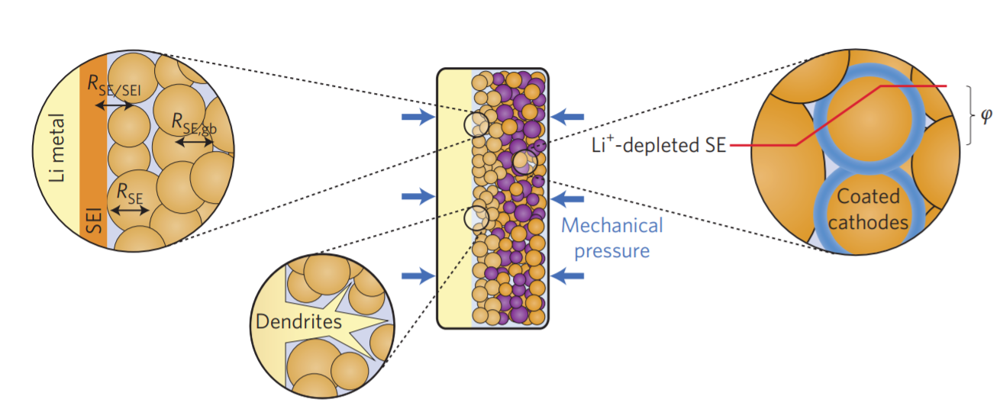 Li metal
SEI
R_SE/SEI
R_SE,gb
R_SE
Dendrites
Mechanical
pressure
Li⁺-depleted SE
φ
Coated
cathodes